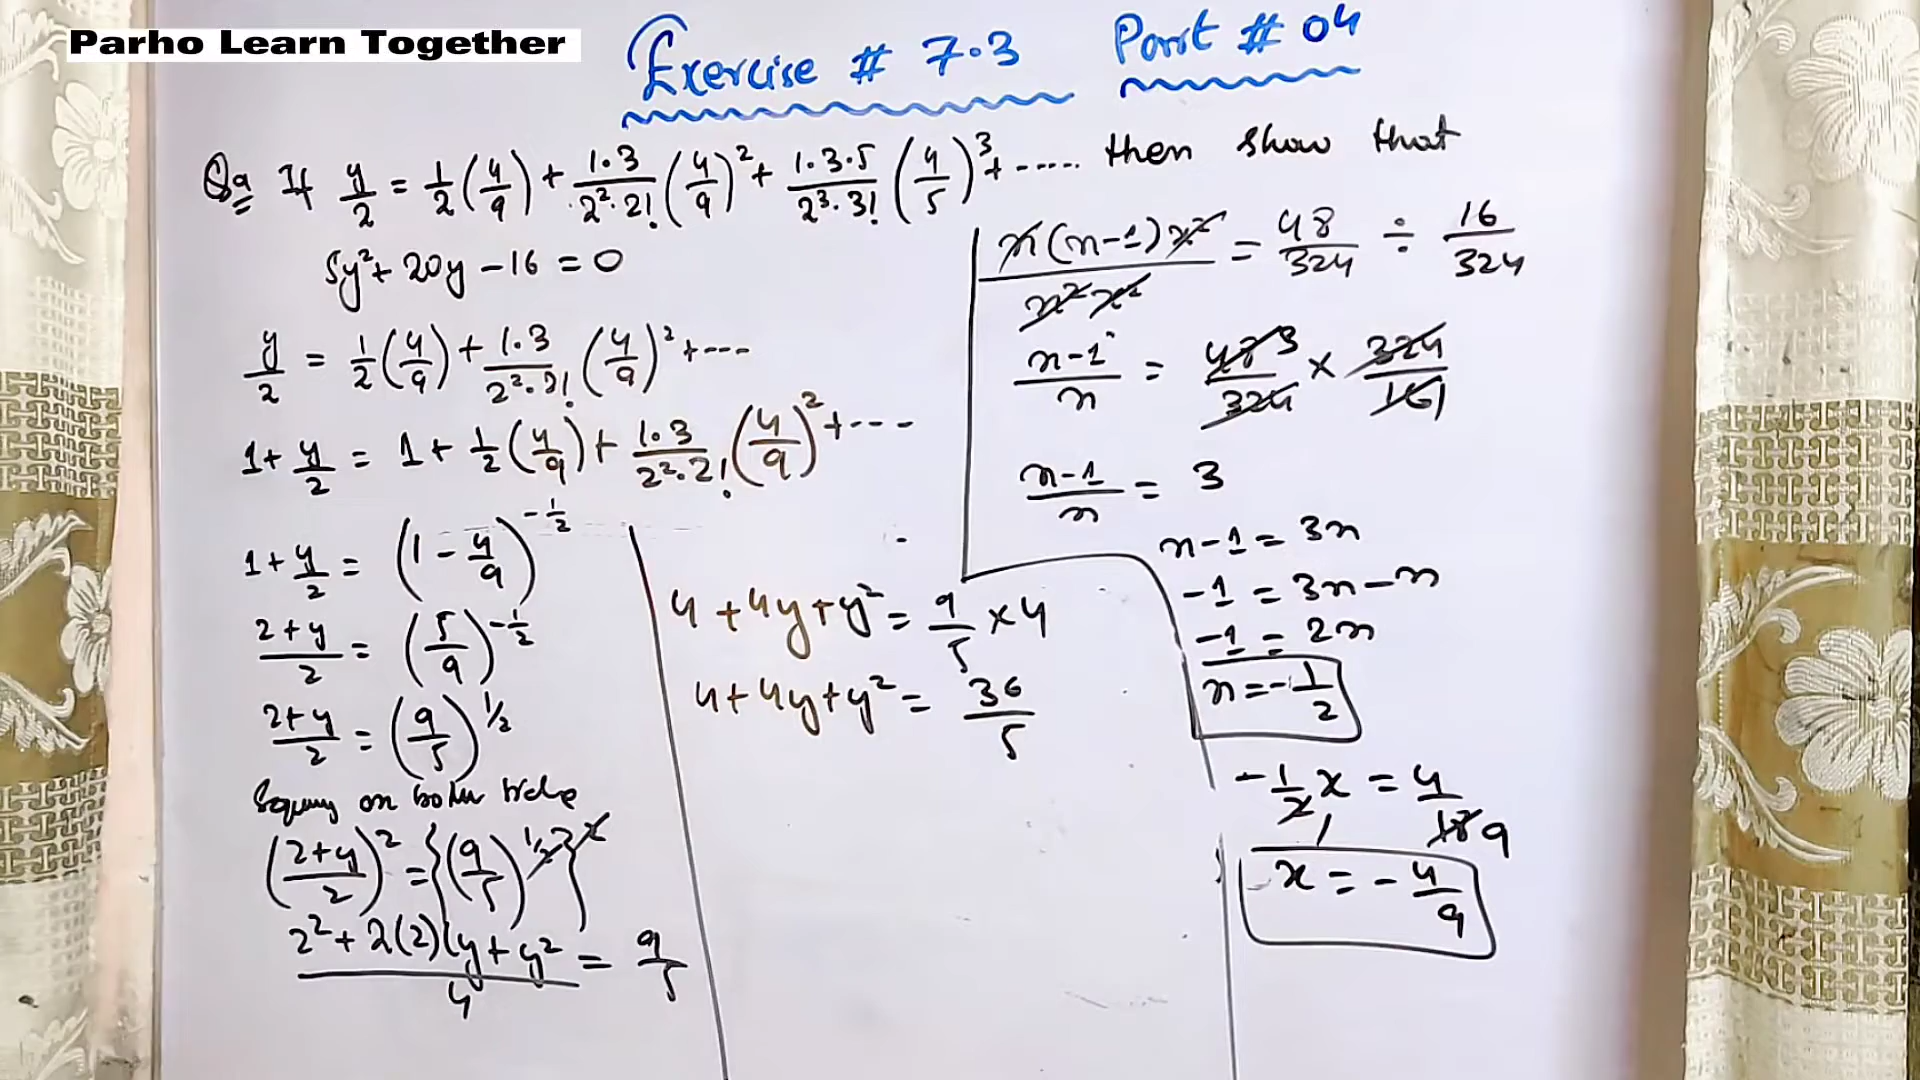 Parho Learn Together
Exercise # 7.3 Part # 04
Q9 If y/2 = 1/2 (4/9) + 1·3/2²·2! (4/9)² + 1·3·5/2³·3! (4/5)³ + ..... then show that
5y² + 20y − 16 = 0
y/2 = 1/2 (4/9) + 1·3/2²·2! (4/9)² + ----
1 + y/2 = 1 + 1/2 (4/9) + 1·3/2²·2! (4/9)² + ----
1 + y/2 = (1 − 4/9)^-1/2
2+y/2 = (5/9)^-1/2
2+y/2 = (9/5)^1/2
on both
(2+y/2)² = {(9/5)^1/2}²
2² + 2(2)(y + y²/4 = 9/5
4 + 4y + y² = 9/5 × 4
4 + 4y + y² = 36/5
n(n−1)x²/n²x² = 48/324 ÷ 16/324
n−1/n = 48 3/324 × 324/16 1
n−1/n = 3
n−1 = 3n
−1 = 3n − n
−1 = 2n
n = −1/2
−1/2 x = 4/18 9
1
x = −4/9